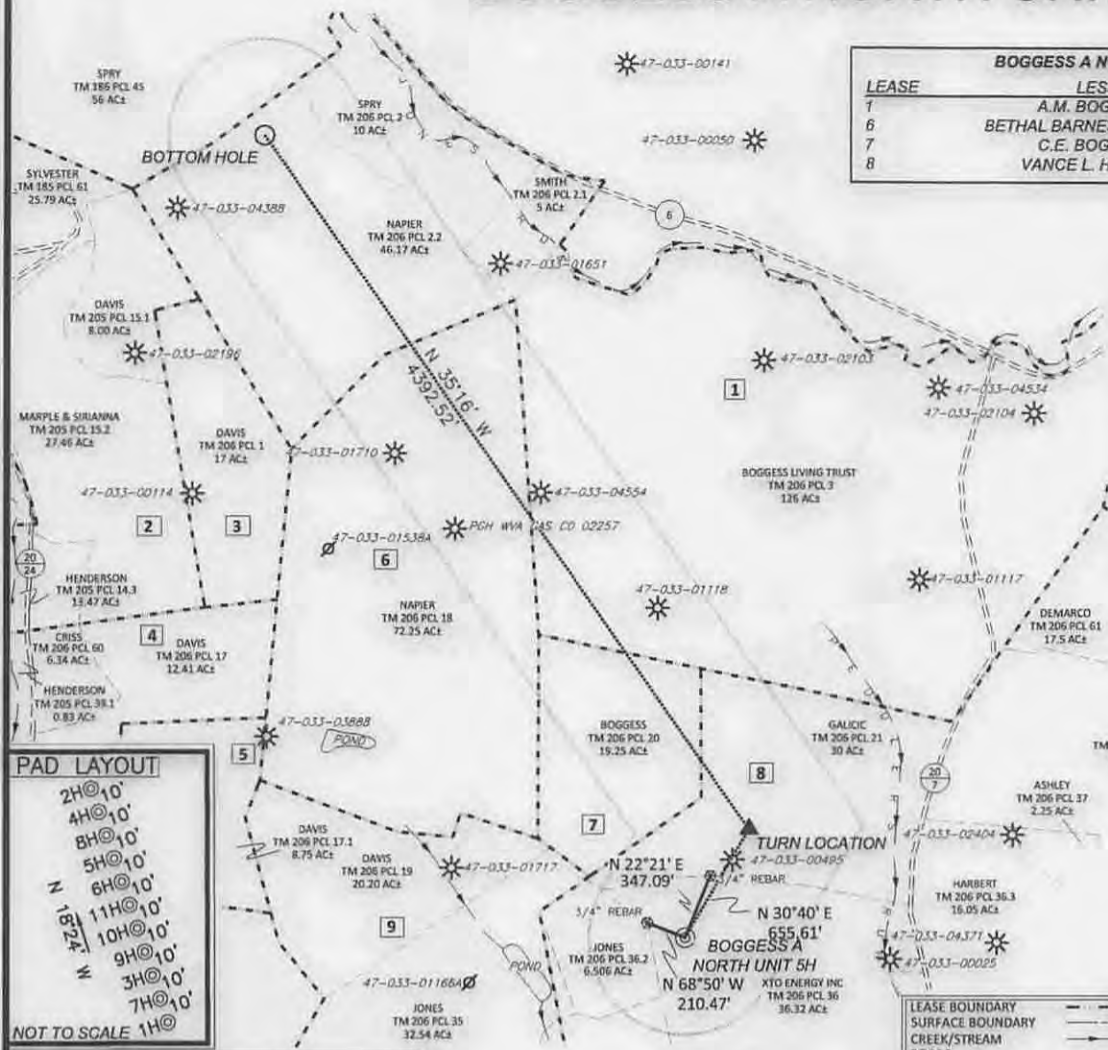 BOGGESS A N
LEASE LES
1 A.M. BOG
6 BETHAL BARNE
7 C.E. BOG
8 VANCE L. H
SPRY
TM 186 PCL 45
56 AC±
47-033-00141
SPRY
TM 206 PCL 2
10 AC±
47-033-00050
BOTTOM HOLE
SYLVESTER
TM 185 PCL 61
25.79 AC±
SMITH
TM 206 PCL 2.1
5 AC±
47-033-04388
6
NAPIER
TM 206 PCL 2.2
46.17 AC±
47-033-01651
DAVIS
TM 205 PCL 15.1
8.00 AC±
47-033-02196
N 35°16' W
4392.52'
47-033-02103
1
47-033-04534
47-033-02104
MARPLE & SIRIANNA
TM 205 PCL 15.2
27.46 AC±
DAVIS
TM 206 PCL 1
17 AC±
47-033-01710
BOGGESS LIVING TRUST
TM 206 PCL 3
126 AC±
47-033-00114
47-033-04554
2
3
PGH WVA GAS CO 02257
47-033-01538A
6
20
24
HENDERSON
TM 205 PCL 14.3
13.47 AC±
47-033-01117
47-033-01118
NAPIER
TM 206 PCL 18
72.25 AC±
DEMARCO
TM 206 PCL 61
17.5 AC±
CRISS
TM 206 PCL 60
6.34 AC±
4
DAVIS
TM 206 PCL 17
12.41 AC±
HENDERSON
TM 205 PCL 39.1
0.83 AC±
47-033-03888
POND
5
BOGGESS
TM 206 PCL 20
19.25 AC±
GALICIC
TM 206 PCL 21
30 AC±
TM
8
20
7
ASHLEY
TM 206 PCL 37
2.25 AC±
PAD LAYOUT
2H 10'
4H 10'
8H 10'
5H 10'
6H 10'
11H 10'
10H 10'
9H 10'
3H 10'
7H 10'
1H
N 18°24' W
NOT TO SCALE
DAVIS
TM 206 PCL 17.1
8.75 AC±
7
TURN LOCATION
47-033-02404
DAVIS
TM 206 PCL 19
20.20 AC±
47-033-01717
N 22°21' E
347.09'
47-033-00495
3/4" REBAR
HARBERT
TM 206 PCL 36.3
16.05 AC±
9
3/4" REBAR
N 30°40' E
655.61'
JONES
TM 206 PCL 36.2
6.506 AC±
BOGGESS A
NORTH UNIT 5H
47-033-04371
47-033-00025
POND
47-033-01166A
N 68°50' W
210.47'
XTO ENERGY INC
TM 206 PCL 36
36.32 AC±
JONES
TM 206 PCL 35
32.54 AC±
LEASE BOUNDARY
SURFACE BOUNDARY
CREEK/STREAM